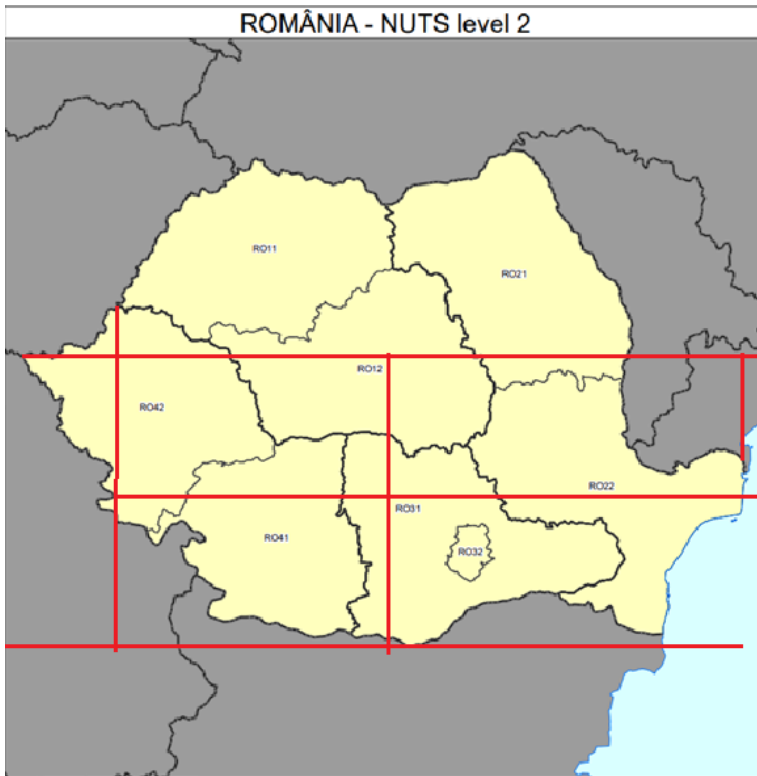 ROMÂNIA - NUTS level 2
RO11
RO21
RO12
RO42
RO22
RO31
RO41
RO32